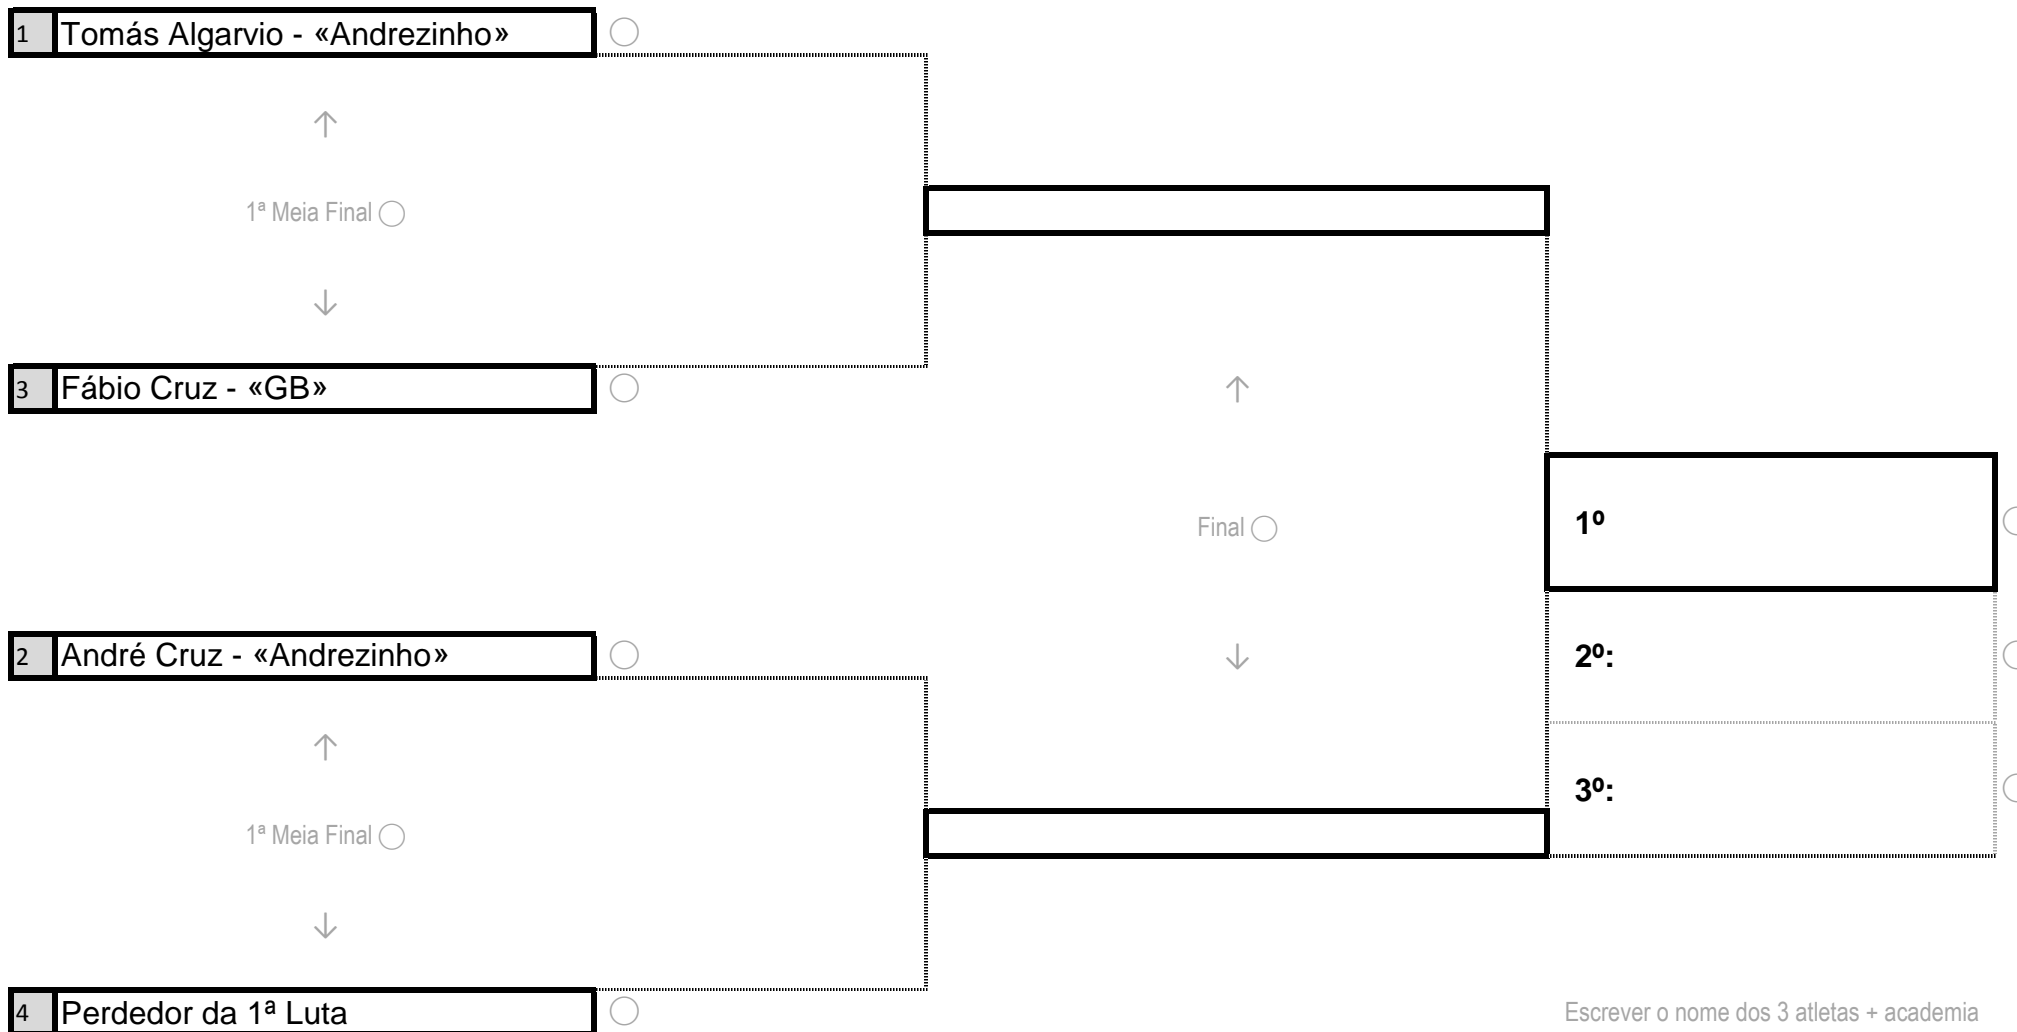 1 Tomás Algarvio - «Andrezinho»
↑
1ª Meia Final
↓
3 Fábio Cruz - «GB»
↑
Final
↓
1º
2 André Cruz - «Andrezinho»
2º:
↑
3º:
1ª Meia Final
↓
4 Perdedor da 1ª Luta
Escrever o nome dos 3 atletas + academia